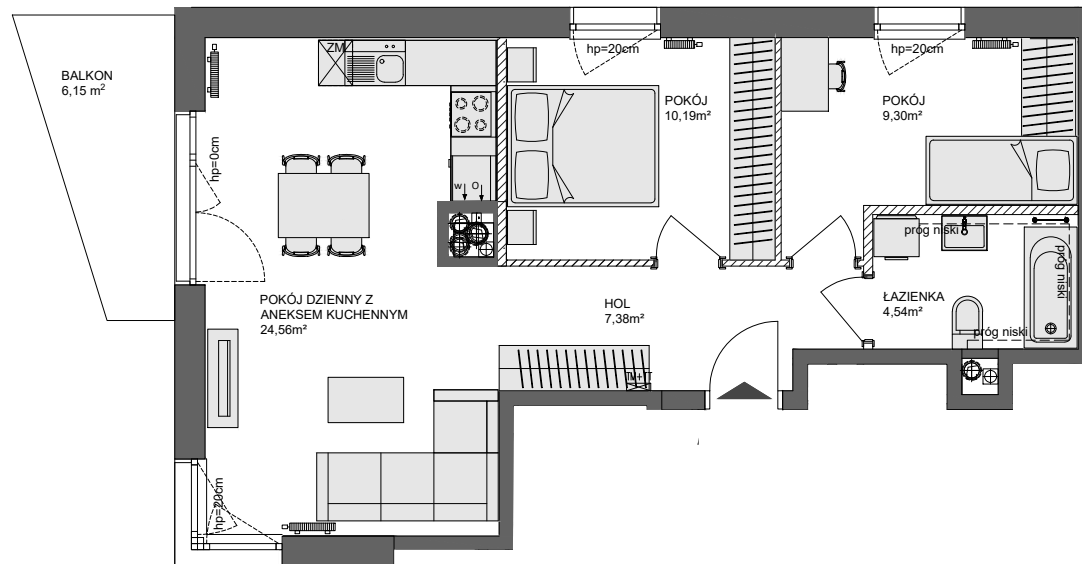 BALKON
6,15 m²
ZM
hp=20cm
hp=20cm
POKÓJ
10,19m²
POKÓJ
9,30m²
hp=0cm
w
O
próg niski
próg niski
POKÓJ DZIENNY Z
ANEKSEM KUCHENNYM
24,56m²
HOL
7,38m²
ŁAZIENKA
4,54m²
próg niski
TM+TT
hp=20cm